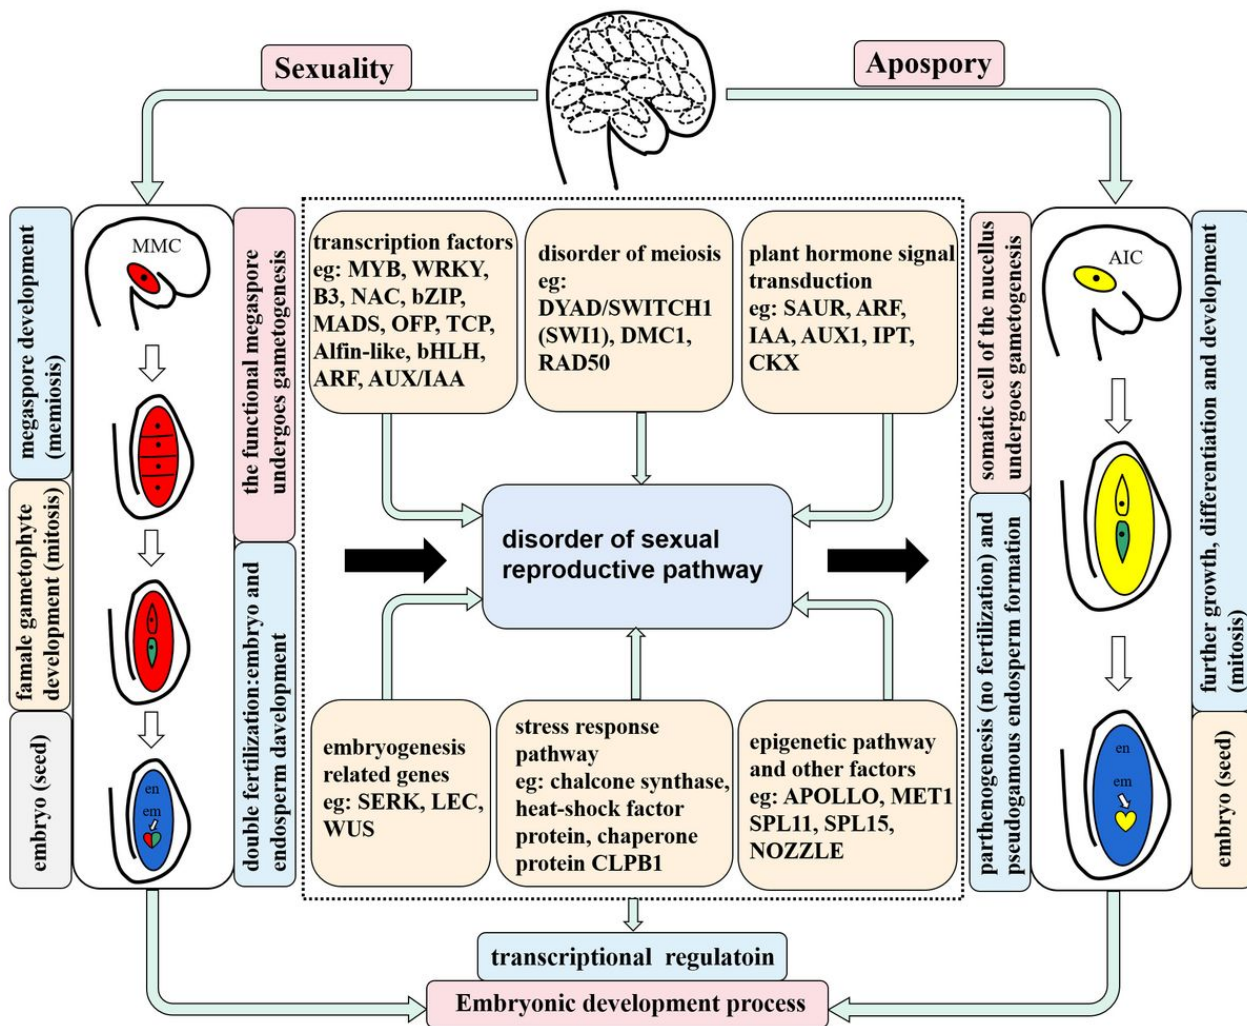 Sexuality
Apospory
megaspore development
(memiosis)
famale gametophyte
development (mitosis)
embryo (seed)
MMC
en
em
the functional megaspore
undergoes gametogenesis
double fertilization:embryo and
endosperm davelopment
transcription factors
eg: MYB, WRKY,
B3, NAC, bZIP,
MADS, OFP, TCP,
Alfin-like, bHLH,
ARF, AUX/IAA
disorder of meiosis
eg:
DYAD/SWITCH1
(SWI1), DMC1,
RAD50
plant hormone signal
transduction
eg: SAUR, ARF,
IAA, AUX1, IPT,
CKX
disorder of sexual
reproductive pathway
embryogenesis
related genes
eg: SERK, LEC,
WUS
stress response
pathway
eg: chalcone synthase,
heat-shock factor
protein, chaperone
protein CLPB1
epigenetic pathway
and other factors
eg: APOLLO, MET1
SPL11, SPL15,
NOZZLE
somatic cell of the nucellus
undergoes gametogenesis
parthenogenesis (no fertilization) and
pseudogamous endosperm formation
AIC
en
em
further growth, differentiation and development
(mitosis)
embryo (seed)
transcriptional regulatoin
Embryonic development process